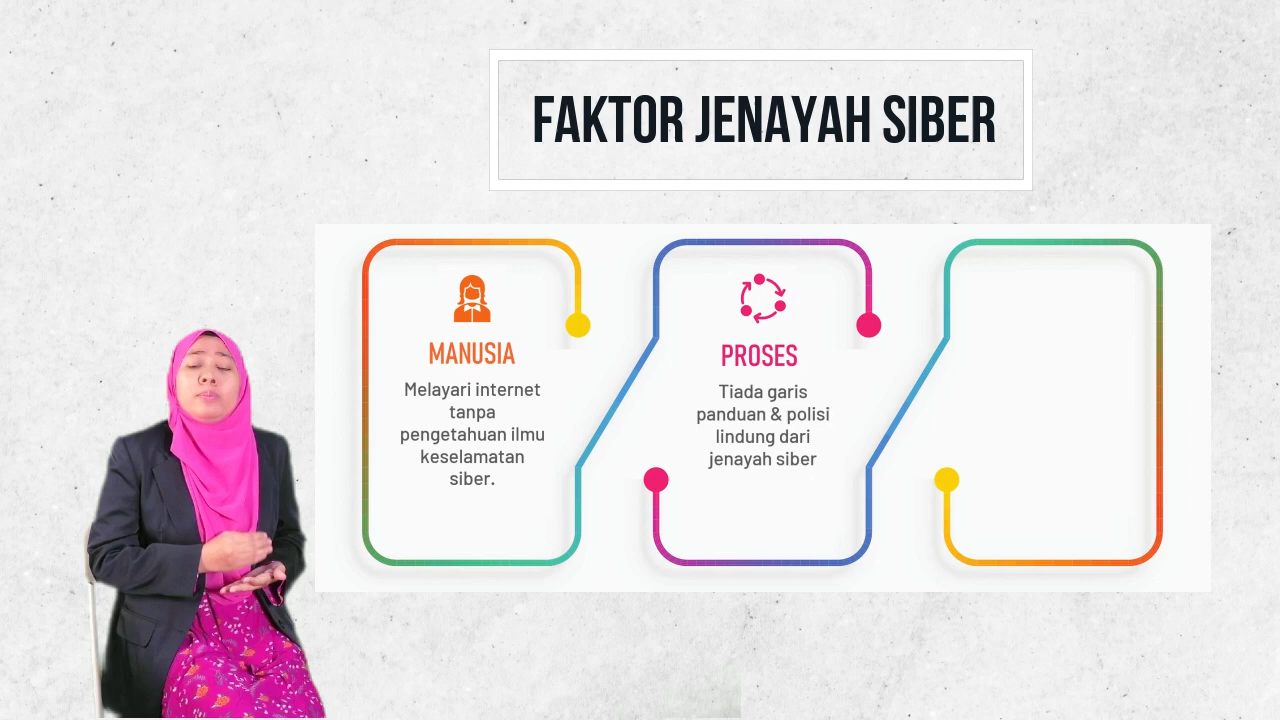 FAKTOR JENAYAH SIBER
MANUSIA
Melayari internet
tanpa
pengetahuan ilmu
keselamatan
siber.
PROSES
Tiada garis
panduan & polisi
lindung dari
jenayah siber